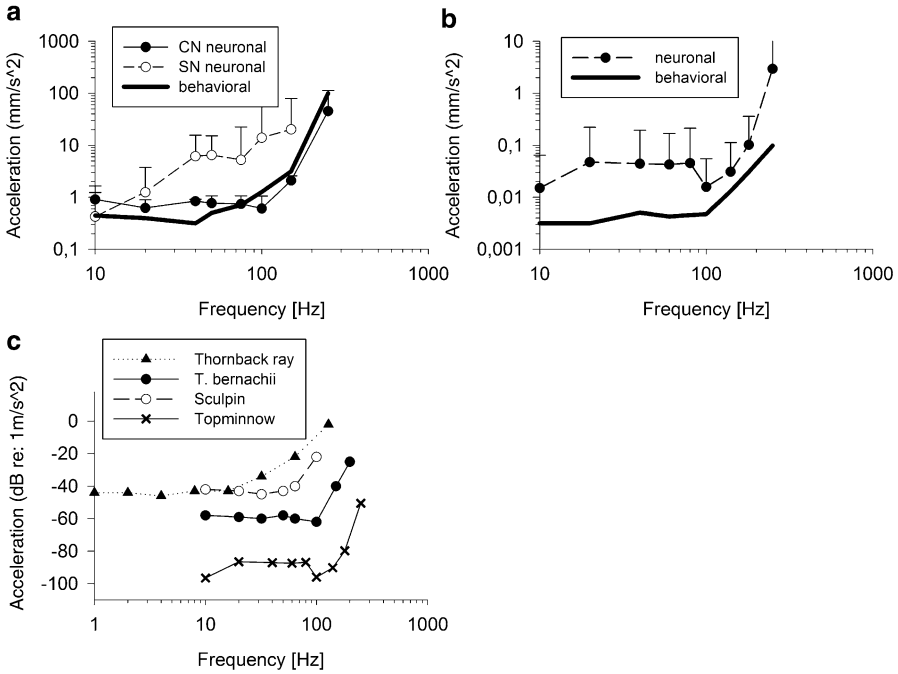 a
CN neuronal
SN neuronal
behavioral
Acceleration (mm/s^2)
1000
100
10
1
0,1
10
100
1000
Frequency [Hz]
b
neuronal
behavioral
Acceleration (mm/s^2)
10
1
0,1
0,01
0,001
10
100
1000
Frequency [Hz]
c
Thornback ray
T. bernachii
Sculpin
Topminnow
Acceleration (dB re: 1m/s^2)
0
-20
-40
-60
-80
-100
1
10
100
1000
Frequency [Hz]